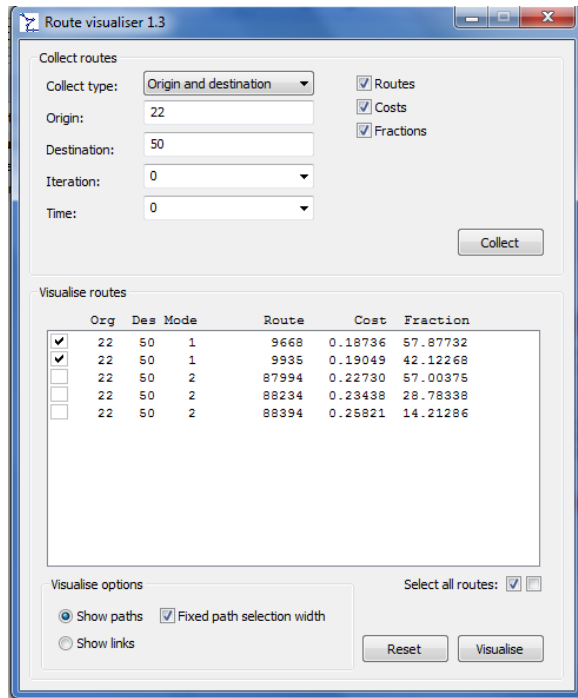 Route visualiser 1.3
Collect routes
Collect type: Origin and destination Routes
Origin: 22 Costs
Destination: 50 Fractions
Iteration: 0
Time: 0
Collect
Visualise routes
Org Des Mode Route Cost Fraction
22 50 1 9668 0.18736 57.87732
22 50 1 9935 0.19049 42.12268
22 50 2 87994 0.22730 57.00375
22 50 2 88234 0.23438 28.78338
22 50 2 88394 0.25821 14.21286
Visualise options Select all routes:
Show paths Fixed path selection width
Show links Reset Visualise